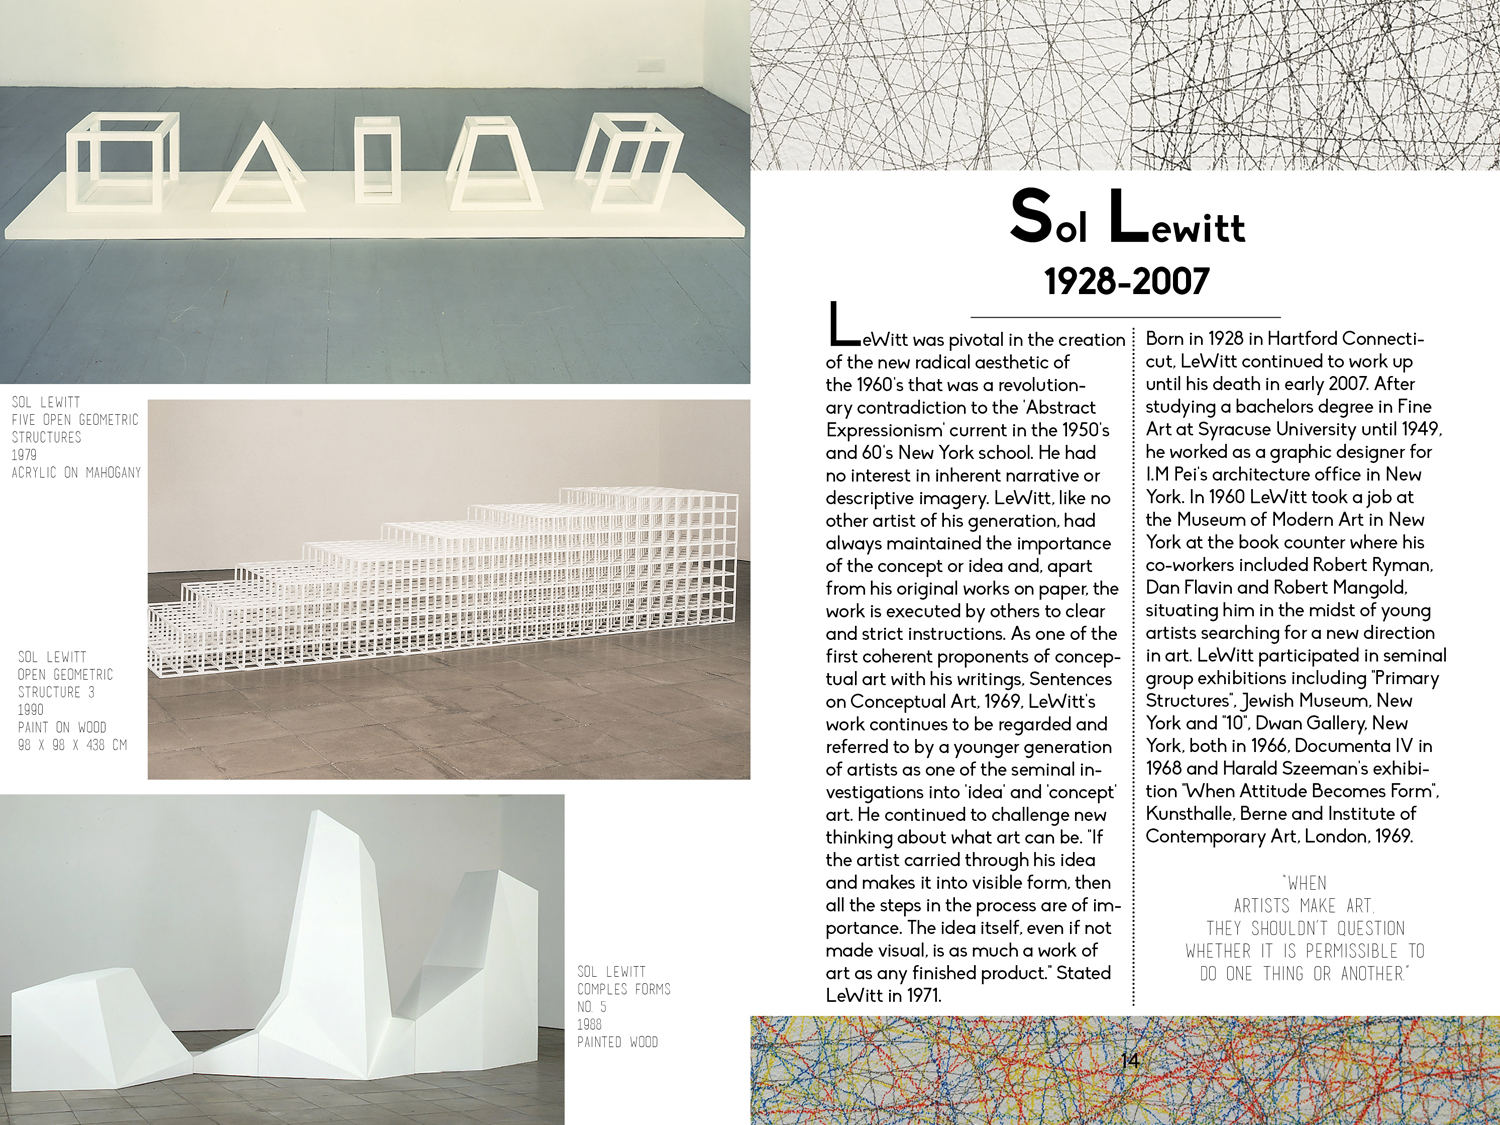 SOL LEWITT
FIVE OPEN GEOMETRIC
STRUCTURES
1979
ACRYLIC ON MAHOGANY
SOL LEWITT
OPEN GEOMETRIC
STRUCTURE 3
1990
PAINT ON WOOD
98 X 98 X 438 CM
SOL LEWITT
COMPLES FORMS
NO. 5
1988
PAINTED WOOD
Sol Lewitt
1928-2007
LeWitt was pivotal in the creation
of the new radical aesthetic of
the 1960's that was a revolution-
ary contradiction to the 'Abstract
Expressionism' current in the 1950's
and 60's New York school. He had
no interest in inherent narrative or
descriptive imagery. LeWitt, like no
other artist of his generation, had
always maintained the importance
of the concept or idea and, apart
from his original works on paper, the
work is executed by others to clear
and strict instructions. As one of the
first coherent proponents of concep-
tual art with his writings, Sentences
on Conceptual Art, 1969, LeWitt's
work continues to be regarded and
referred to by a younger generation
of artists as one of the seminal in-
vestigations into 'idea' and 'concept'
art. He continued to challenge new
thinking about what art can be. "If
the artist carried through his idea
and makes it into visible form, then
all the steps in the process are of im-
portance. The idea itself, even if not
made visual, is as much a work of
art as any finished product." Stated
LeWitt in 1971.
Born in 1928 in Hartford Connecti-
cut, LeWitt continued to work up
until his death in early 2007. After
studying a bachelors degree in Fine
Art at Syracuse University until 1949,
he worked as a graphic designer for
I.M Pei's architecture office in New
York. In 1960 LeWitt took a job at
the Museum of Modern Art in New
York at the book counter where his
co-workers included Robert Ryman,
Dan Flavin and Robert Mangold,
situating him in the midst of young
artists searching for a new direction
in art. LeWitt participated in seminal
group exhibitions including "Primary
Structures", Jewish Museum, New
York and "10", Dwan Gallery, New
York, both in 1966, Documenta IV in
1968 and Harald Szeeman's exhibi-
tion "When Attitude Becomes Form",
Kunsthalle, Berne and Institute of
Contemporary Art, London, 1969.
"WHEN
ARTISTS MAKE ART,
THEY SHOULDN'T QUESTION
WHETHER IT IS PERMISSIBLE TO
DO ONE THING OR ANOTHER."
14